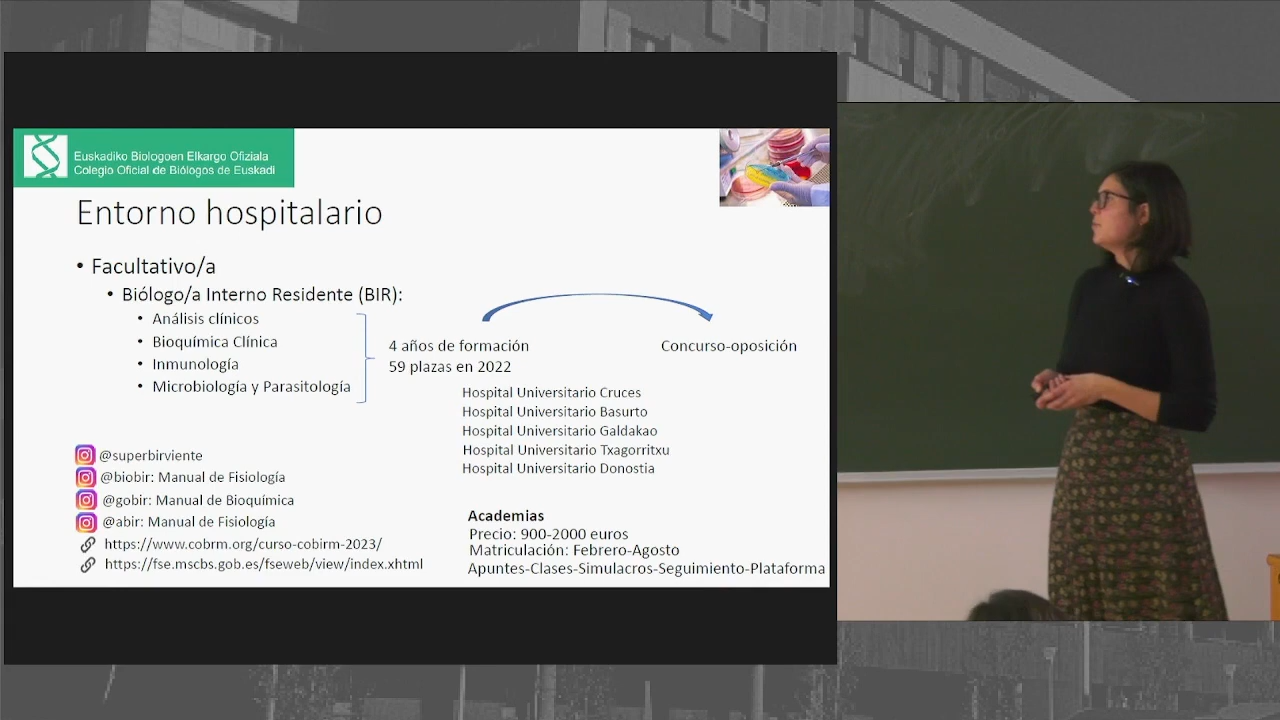 Euskadiko Biologoen Elkargo Ofiziala
Colegio Oficial de Biólogos de Euskadi
Entorno hospitalario
• Facultativo/a
• Biólogo/a Interno Residente (BIR):
• Análisis clínicos
• Bioquímica Clínica
• Inmunología
• Microbiología y Parasitología
4 años de formación
59 plazas en 2022
Concurso-oposición
Hospital Universitario Cruces
Hospital Universitario Basurto
Hospital Universitario Galdakao
Hospital Universitario Txagorritxu
Hospital Universitario Donostia
@superbirviente
@biobir: Manual de Fisiología
@gobir: Manual de Bioquímica
@abir: Manual de Fisiología
https://www.cobrm.org/curso-cobirm-2023/
https://fse.mscbs.gob.es/fseweb/view/index.xhtml
Academias
Precio: 900-2000 euros
Matriculación: Febrero-Agosto
Apuntes-Clases-Simulacros-Seguimiento-Plataforma